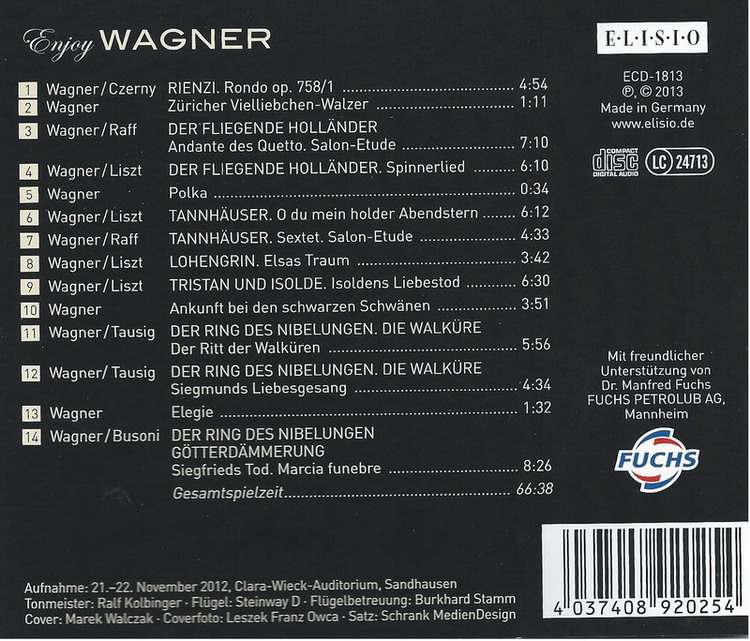 Enjoy WAGNER
E·L·I·S·I·O
ECD-1813
℗, © 2013
Made in Germany
www.elisio.de
COMPACT
disc
DIGITAL AUDIO
LC 24713
1 Wagner/Czerny RIENZI. Rondo op. 758/1 4:54
2 Wagner Züricher Vielliebchen-Walzer 1:11
3 Wagner/Raff DER FLIEGENDE HOLLÄNDER
Andante des Quetto. Salon-Etude 7:10
4 Wagner/Liszt DER FLIEGENDE HOLLÄNDER. Spinnerlied 6:10
5 Wagner Polka 0:34
6 Wagner/Liszt TANNHÄUSER. O du mein holder Abendstern 6:12
7 Wagner/Raff TANNHÄUSER. Sextet. Salon-Etude 4:33
8 Wagner/Liszt LOHENGRIN. Elsas Traum 3:42
9 Wagner/Liszt TRISTAN UND ISOLDE. Isoldens Liebestod 6:30
10 Wagner Ankunft bei den schwarzen Schwänen 3:51
11 Wagner/Tausig DER RING DES NIBELUNGEN. DIE WALKÜRE
Der Ritt der Walküren 5:56
12 Wagner/Tausig DER RING DES NIBELUNGEN. DIE WALKÜRE
Siegmunds Liebesgesang 4:34
13 Wagner Elegie 1:32
14 Wagner/Busoni DER RING DES NIBELUNGEN
GÖTTERDÄMMERUNG
Siegfrieds Tod. Marcia funebre 8:26
Gesamtspielzeit 66:38
Mit freundlicher
Unterstützung von
Dr. Manfred Fuchs
FUCHS PETROLUB AG,
Mannheim
FUCHS
Aufnahme: 21.–22. November 2012, Clara-Wieck-Auditorium, Sandhausen
Tonmeister: Ralf Kolbinger · Flügel: Steinway D · Flügelbetreuung: Burkhard Stamm
Cover: Marek Walczak · Coverfoto: Leszek Franz Owca · Satz: Schrank MedienDesign
4 037408 920254